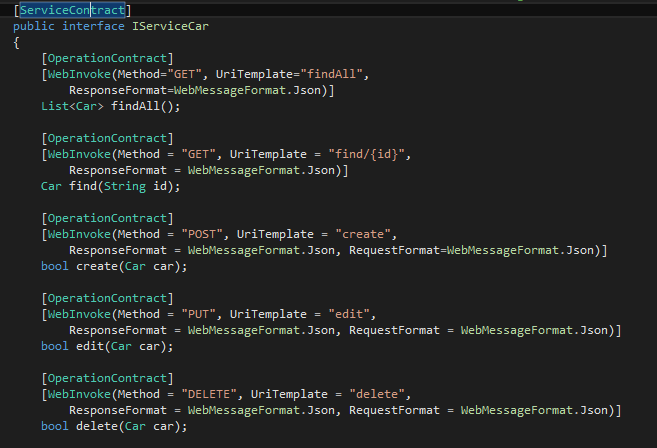 [ServiceContract]
public interface IServiceCar
{
[OperationContract]
[WebInvoke(Method="GET", UriTemplate="findAll",
ResponseFormat=WebMessageFormat.Json)]
List<Car> findAll();
[OperationContract]
[WebInvoke(Method = "GET", UriTemplate = "find/{id}",
ResponseFormat = WebMessageFormat.Json)]
Car find(String id);
[OperationContract]
[WebInvoke(Method = "POST", UriTemplate = "create",
ResponseFormat = WebMessageFormat.Json, RequestFormat=WebMessageFormat.Json)]
bool create(Car car);
[OperationContract]
[WebInvoke(Method = "PUT", UriTemplate = "edit",
ResponseFormat = WebMessageFormat.Json, RequestFormat = WebMessageFormat.Json)]
bool edit(Car car);
[OperationContract]
[WebInvoke(Method = "DELETE", UriTemplate = "delete",
ResponseFormat = WebMessageFormat.Json, RequestFormat = WebMessageFormat.Json)]
bool delete(Car car);